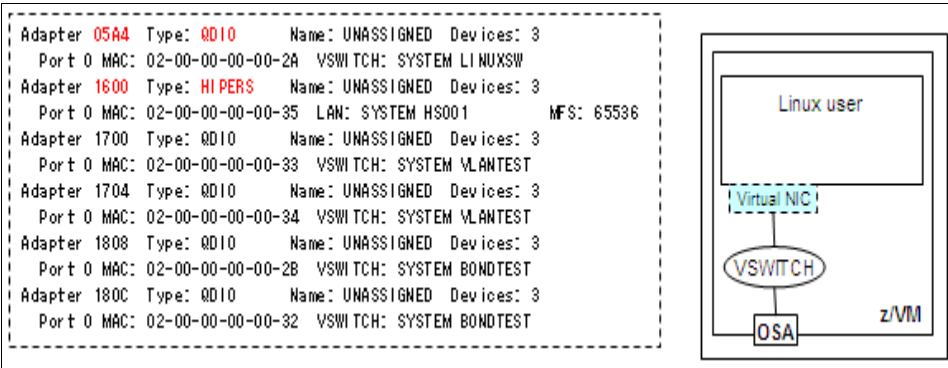 Adapter 05A4 Type: QDIO Name: UNASSIGNED Devices: 3
Port 0 MAC: 02-00-00-00-00-2A VSWITCH: SYSTEM LINUXSW
Adapter 1600 Type: HIPERS Name: UNASSIGNED Devices: 3
Port 0 MAC: 02-00-00-00-00-35 LAN: SYSTEM HS001 MFS: 65536
Adapter 1700 Type: QDIO Name: UNASSIGNED Devices: 3
Port 0 MAC: 02-00-00-00-00-33 VSWITCH: SYSTEM VLANTEST
Adapter 1704 Type: QDIO Name: UNASSIGNED Devices: 3
Port 0 MAC: 02-00-00-00-00-34 VSWITCH: SYSTEM VLANTEST
Adapter 1808 Type: QDIO Name: UNASSIGNED Devices: 3
Port 0 MAC: 02-00-00-00-00-2B VSWITCH: SYSTEM BONDTEST
Adapter 180C Type: QDIO Name: UNASSIGNED Devices: 3
Port 0 MAC: 02-00-00-00-00-32 VSWITCH: SYSTEM BONDTEST
Linux user
Virtual NIC
VSWITCH
z/VM
OSA